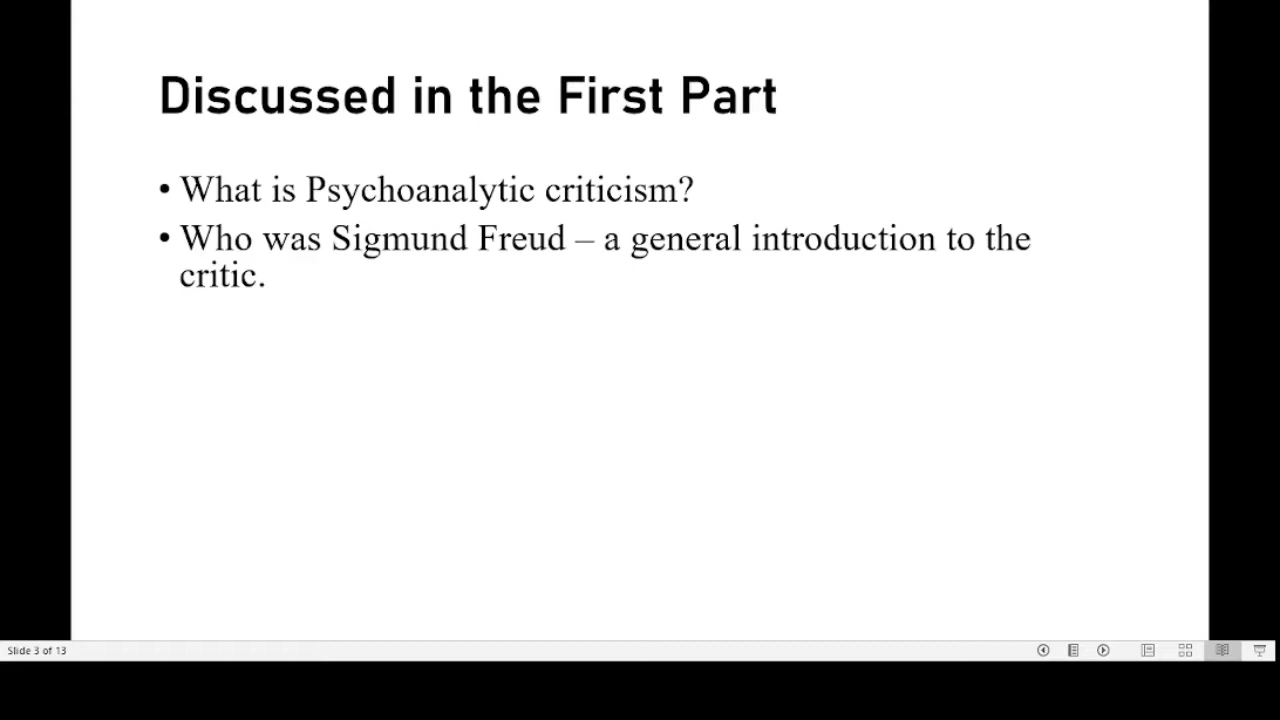 Discussed in the First Part
• What is Psychoanalytic criticism?
• Who was Sigmund Freud – a general introduction to the
critic.
Slide 3 of 13